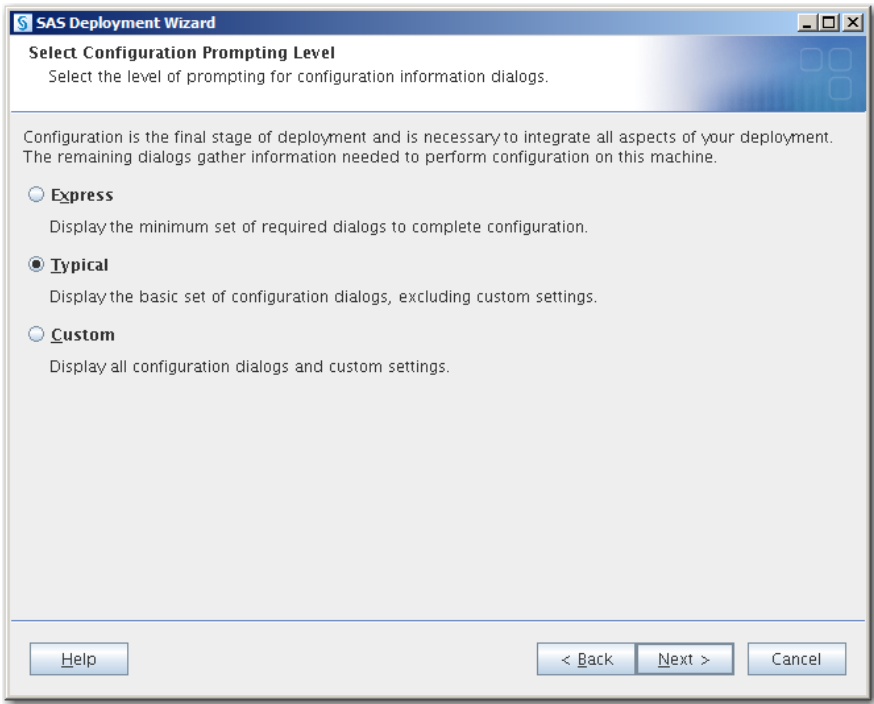 SAS Deployment Wizard
Select Configuration Prompting Level
Select the level of prompting for configuration information dialogs.
Configuration is the final stage of deployment and is necessary to integrate all aspects of your deployment.
The remaining dialogs gather information needed to perform configuration on this machine.
Express
Display the minimum set of required dialogs to complete configuration.
Typical
Display the basic set of configuration dialogs, excluding custom settings.
Custom
Display all configuration dialogs and custom settings.
Help
< Back
Next >
Cancel